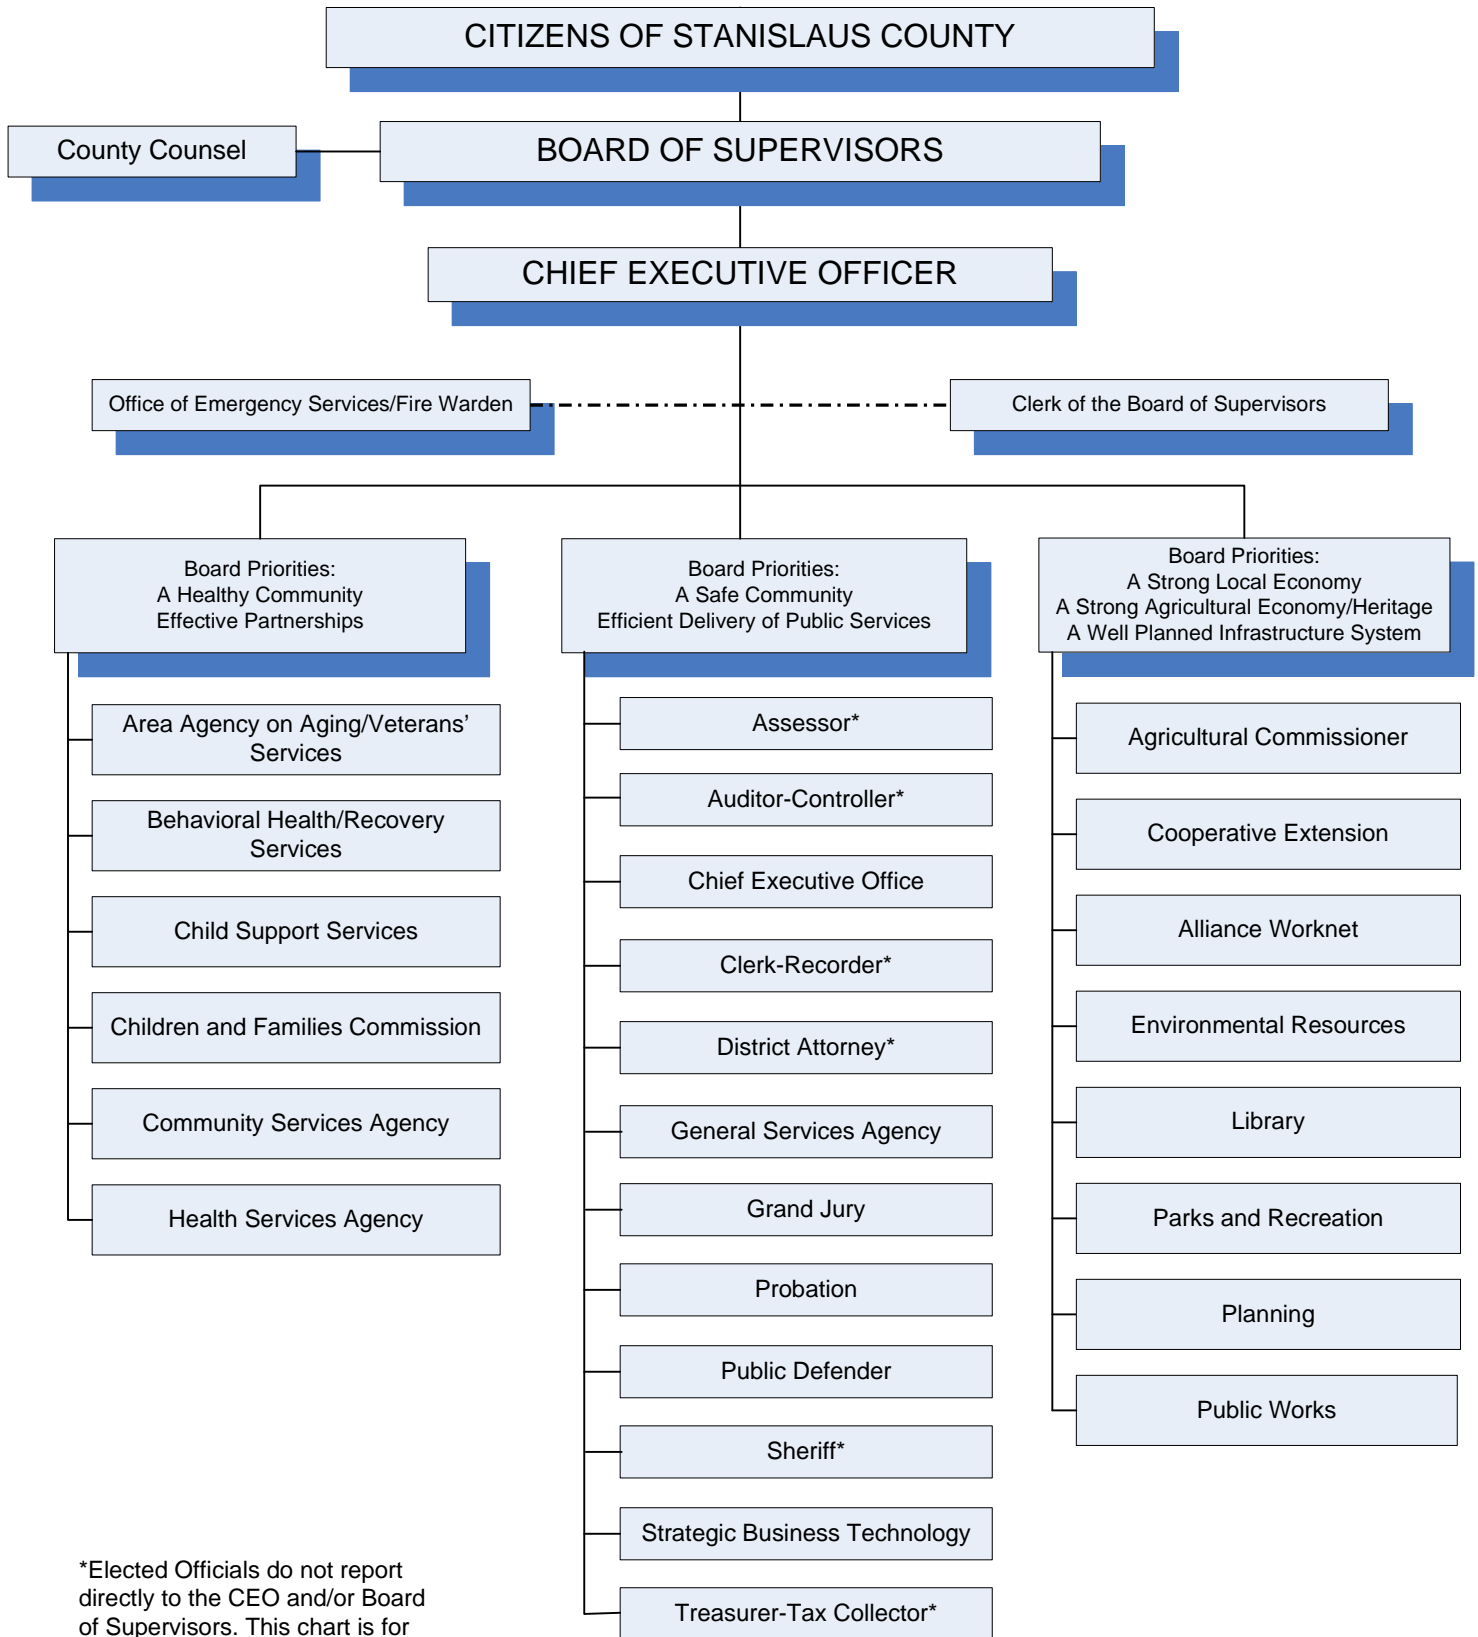 CITIZENS OF STANISLAUS COUNTY
County Counsel
BOARD OF SUPERVISORS
CHIEF EXECUTIVE OFFICER
Office of Emergency Services/Fire Warden
Clerk of the Board of Supervisors
Board Priorities:
A Healthy Community
Effective Partnerships
Area Agency on Aging/Veterans’
Services
Behavioral Health/Recovery
Services
Child Support Services
Children and Families Commission
Community Services Agency
Health Services Agency
Board Priorities:
A Safe Community
Efficient Delivery of Public Services
Assessor*
Auditor-Controller*
Chief Executive Office
Clerk-Recorder*
District Attorney*
General Services Agency
Grand Jury
Probation
Public Defender
Sheriff*
Strategic Business Technology
Treasurer-Tax Collector*
Board Priorities:
A Strong Local Economy
A Strong Agricultural Economy/Heritage
A Well Planned Infrastructure System
Agricultural Commissioner
Cooperative Extension
Alliance Worknet
Environmental Resources
Library
Parks and Recreation
Planning
Public Works
*Elected Officials do not report
directly to the CEO and/or Board
of Supervisors. This chart is for